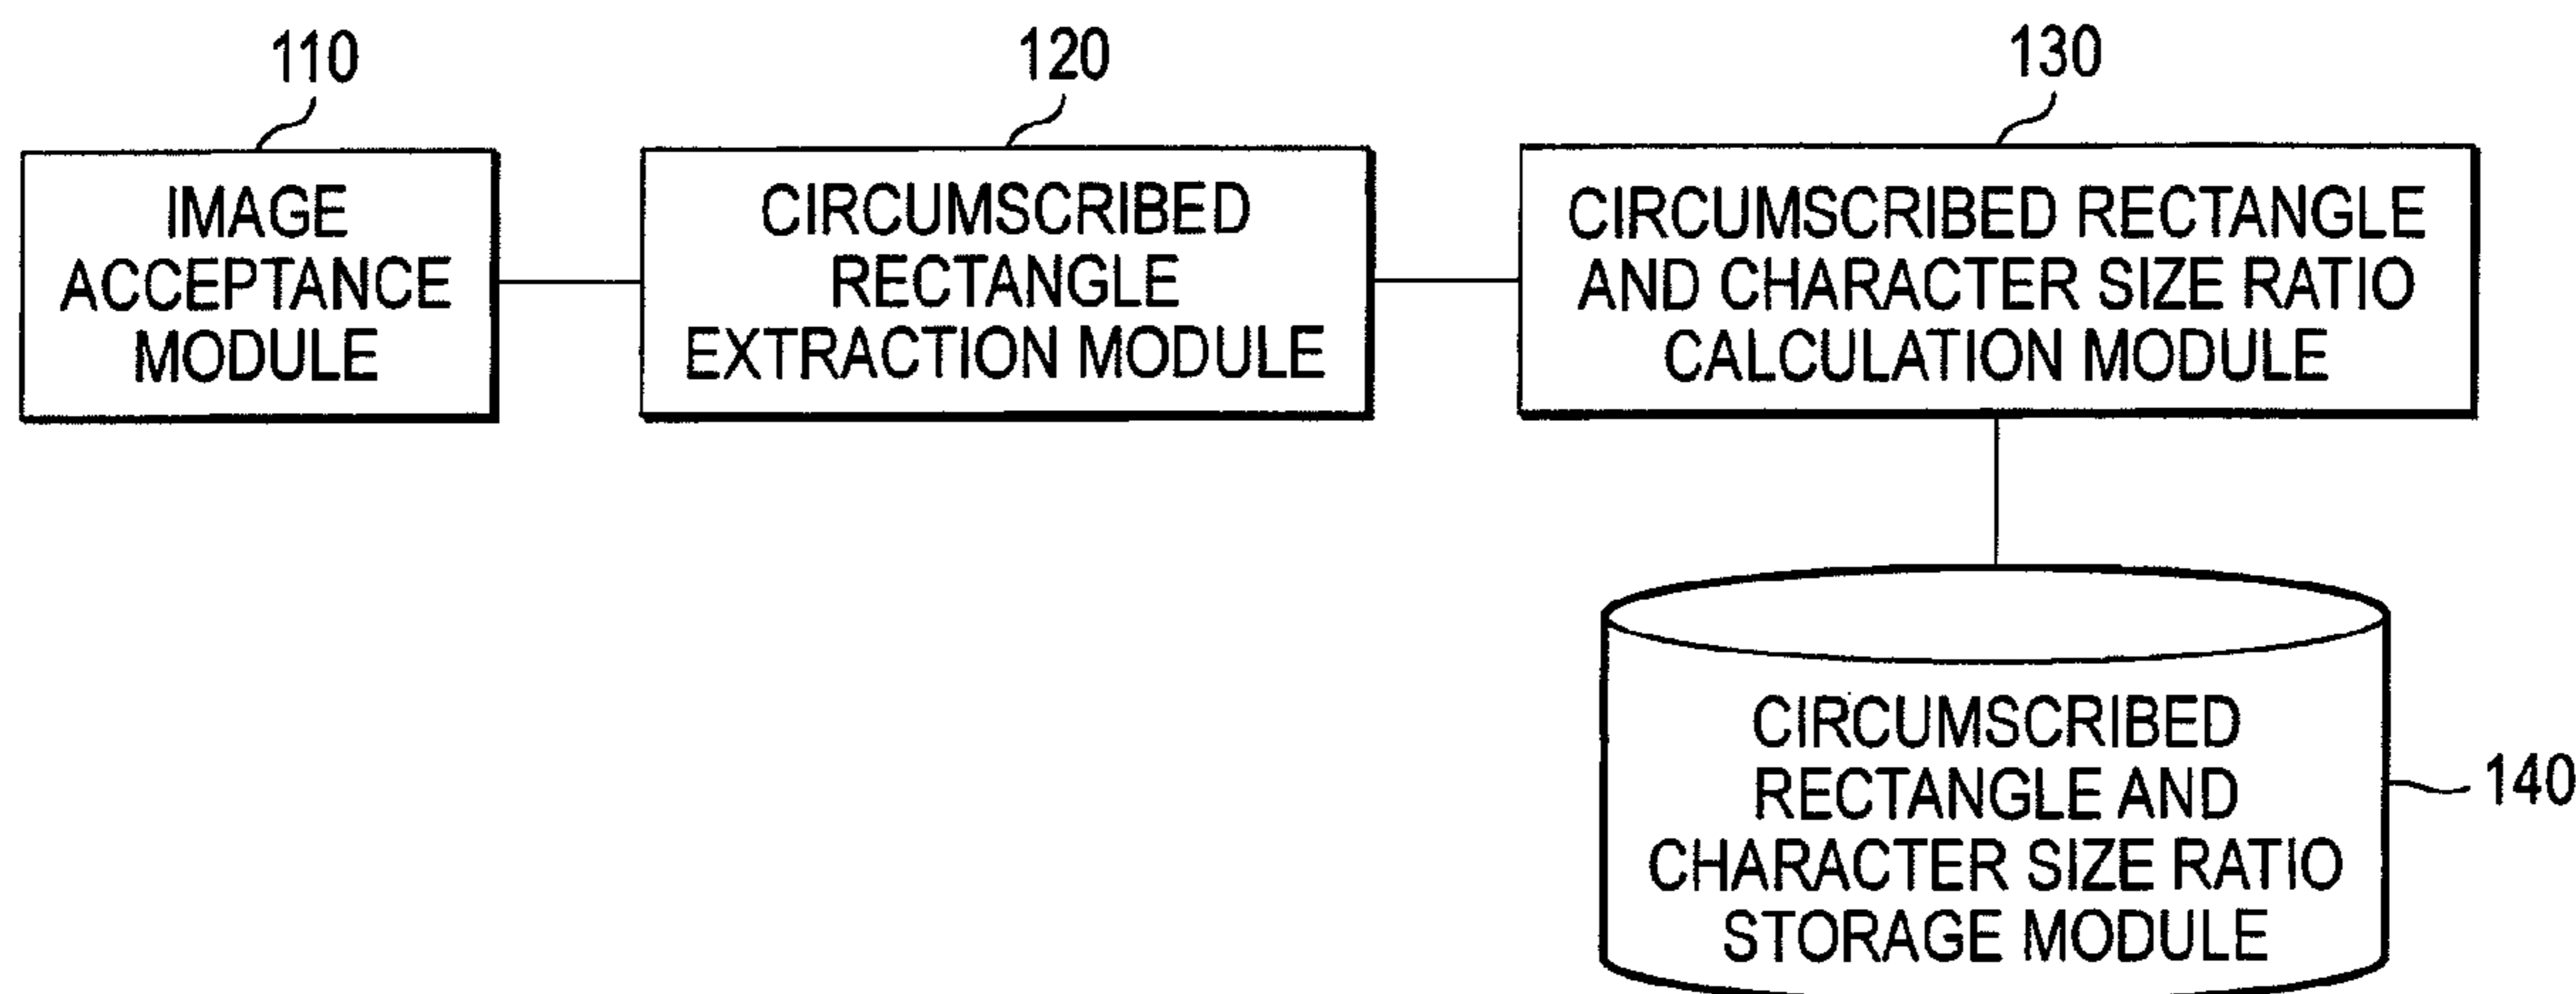 110
120
130
IMAGE
ACCEPTANCE
MODULE
CIRCUMSCRIBED
RECTANGLE
EXTRACTION MODULE
CIRCUMSCRIBED RECTANGLE
AND CHARACTER SIZE RATIO
CALCULATION MODULE
CIRCUMSCRIBED
RECTANGLE AND
CHARACTER SIZE RATIO
STORAGE MODULE
140